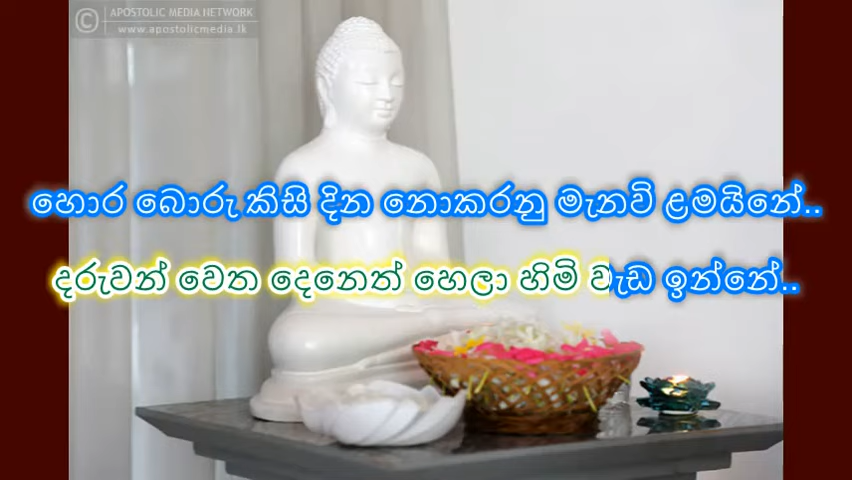 © APOSTOLIC MEDIA NETWORK
www.apostolicmedia.lk
හොර බොරු කිසි දින නොකරනු මැනවි ළමයිනේ..
දරුවන් වෙත දෙනෙත් හෙලා හිමි වැඩ ඉන්නේ..